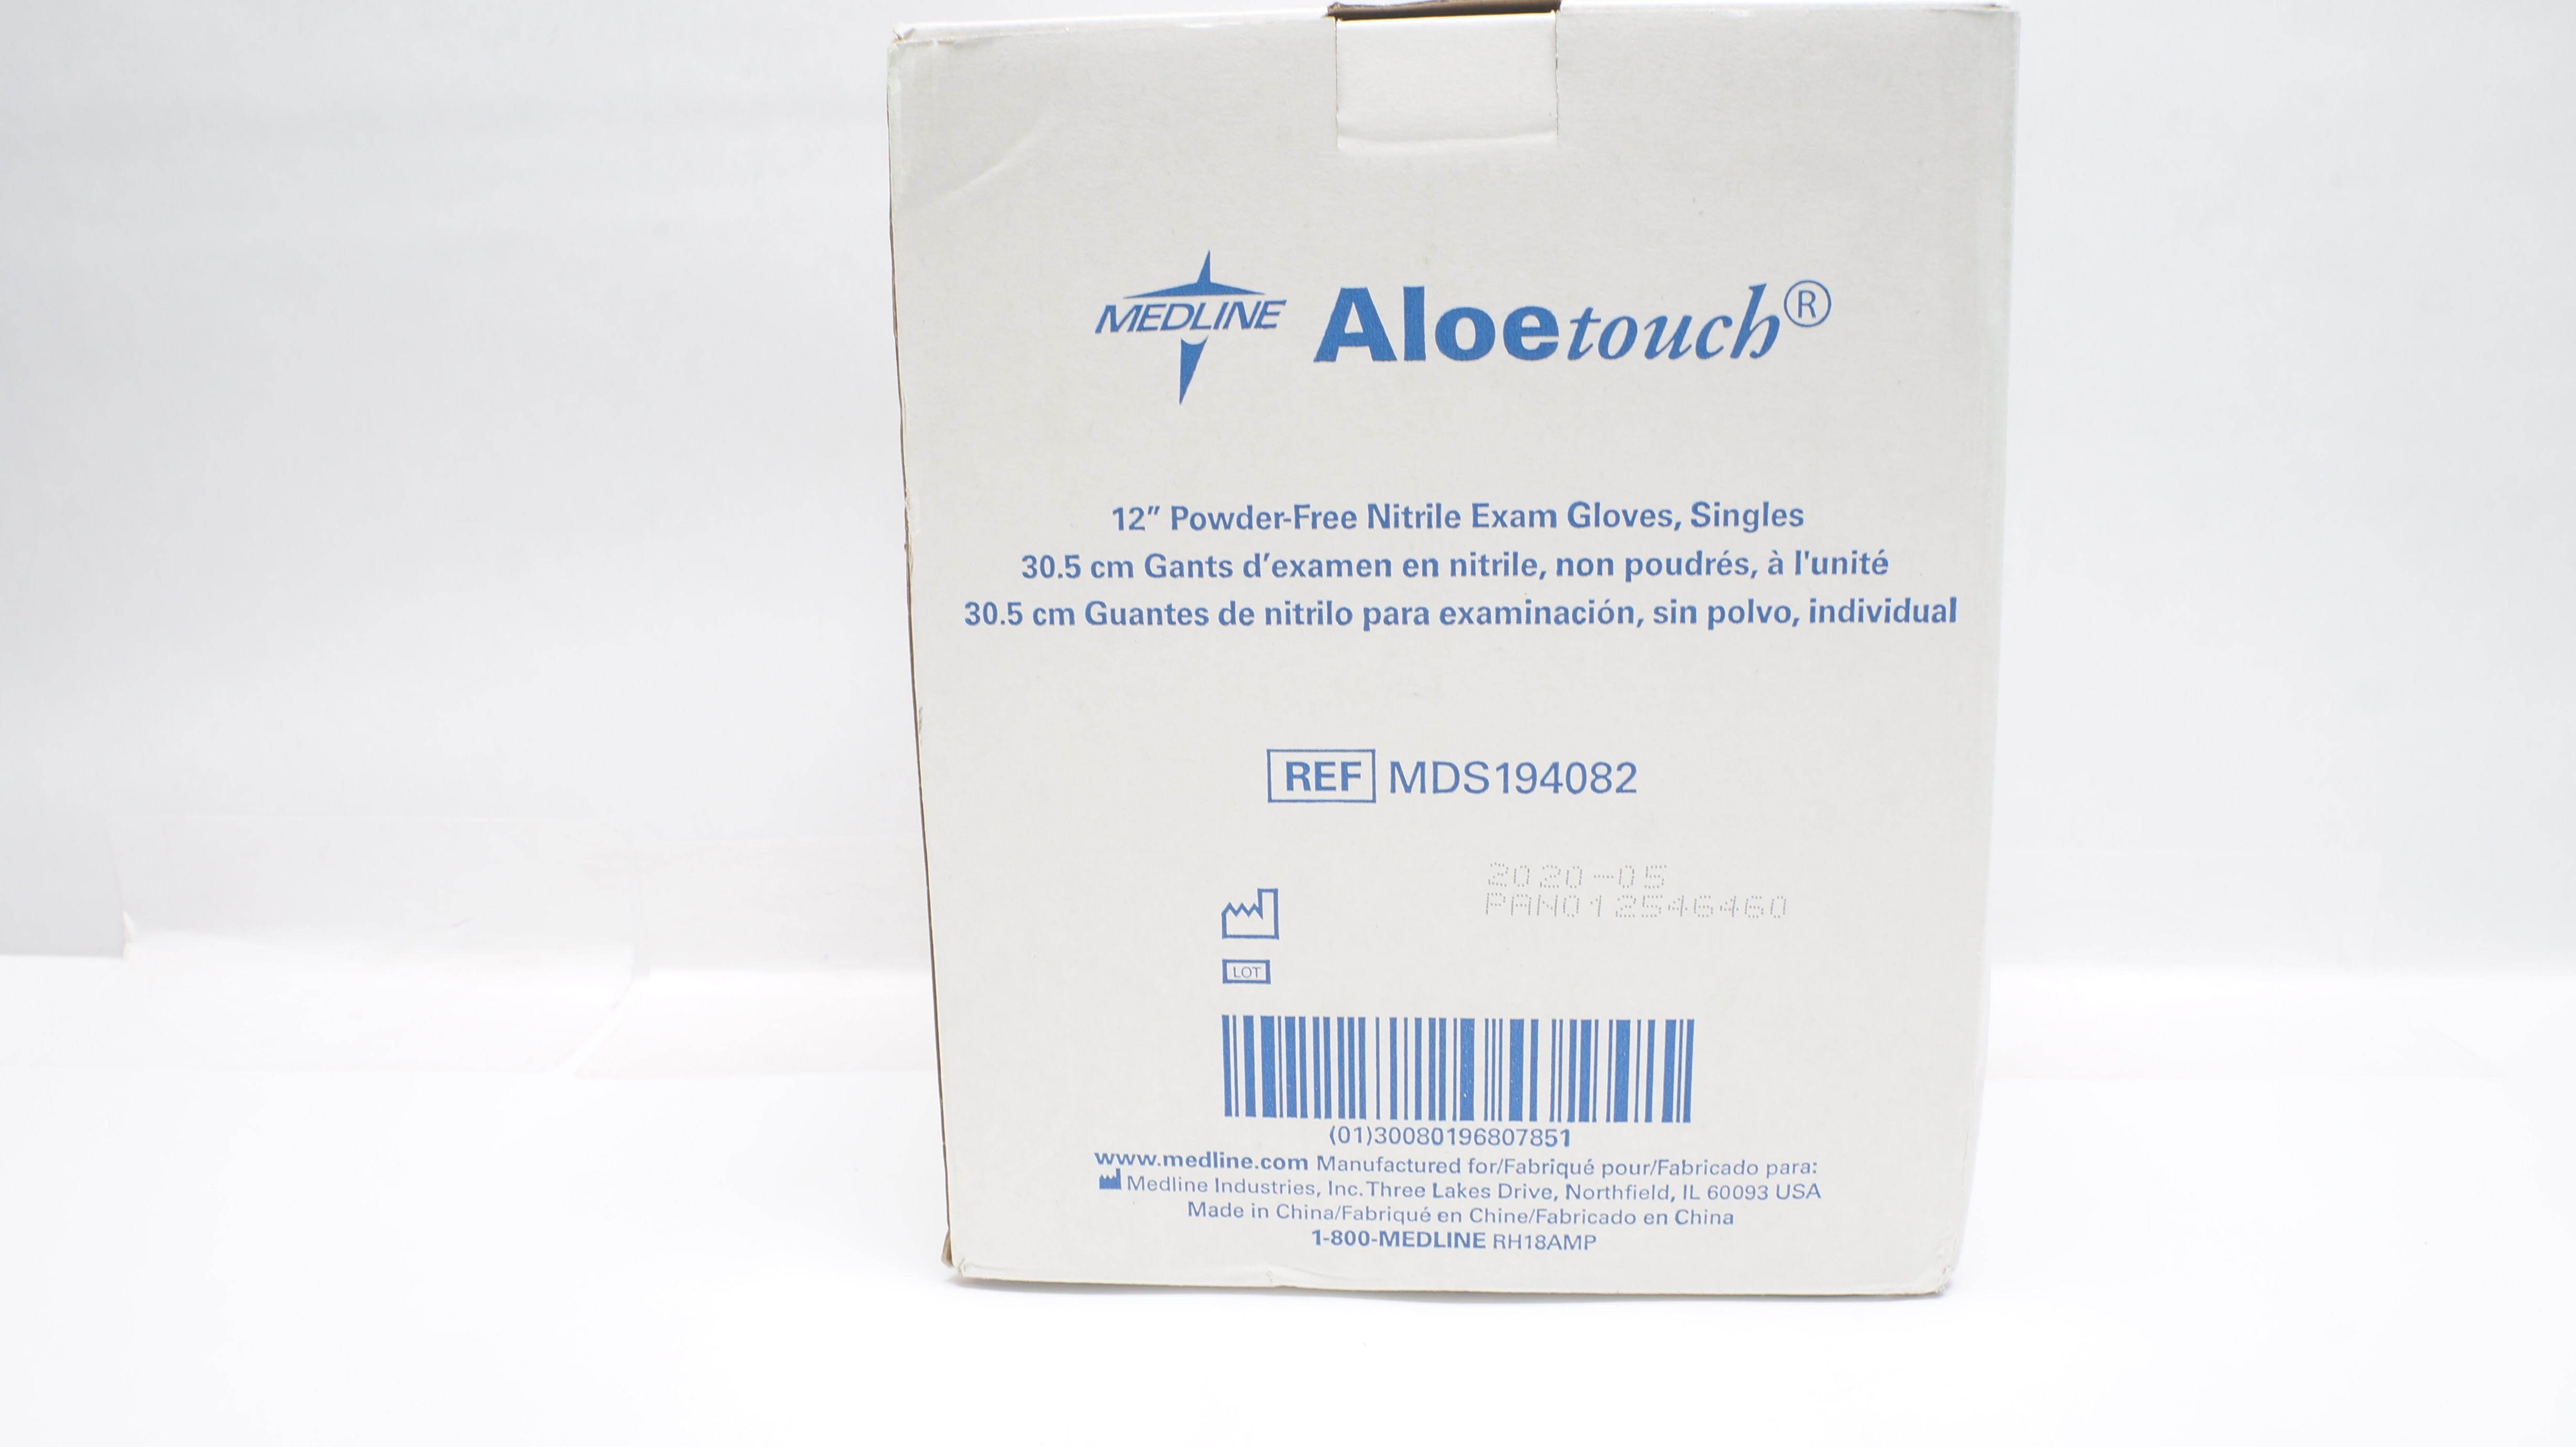 MEDLINE Aloetouch®
12" Powder-Free Nitrile Exam Gloves, Singles
30.5 cm Gants d'examen en nitrile, non poudrés, à l'unité
30.5 cm Guantes de nitrilo para examinación, sin polvo, individual
REF MDS194082
2020-05
PAN012546460
LOT
(01)30080196807851
www.medline.com Manufactured for/Fabriqué pour/Fabricado para:
Medline Industries, Inc. Three Lakes Drive, Northfield, IL 60093 USA
Made in China/Fabriqué en Chine/Fabricado en China
1-800-MEDLINE RH18AMP